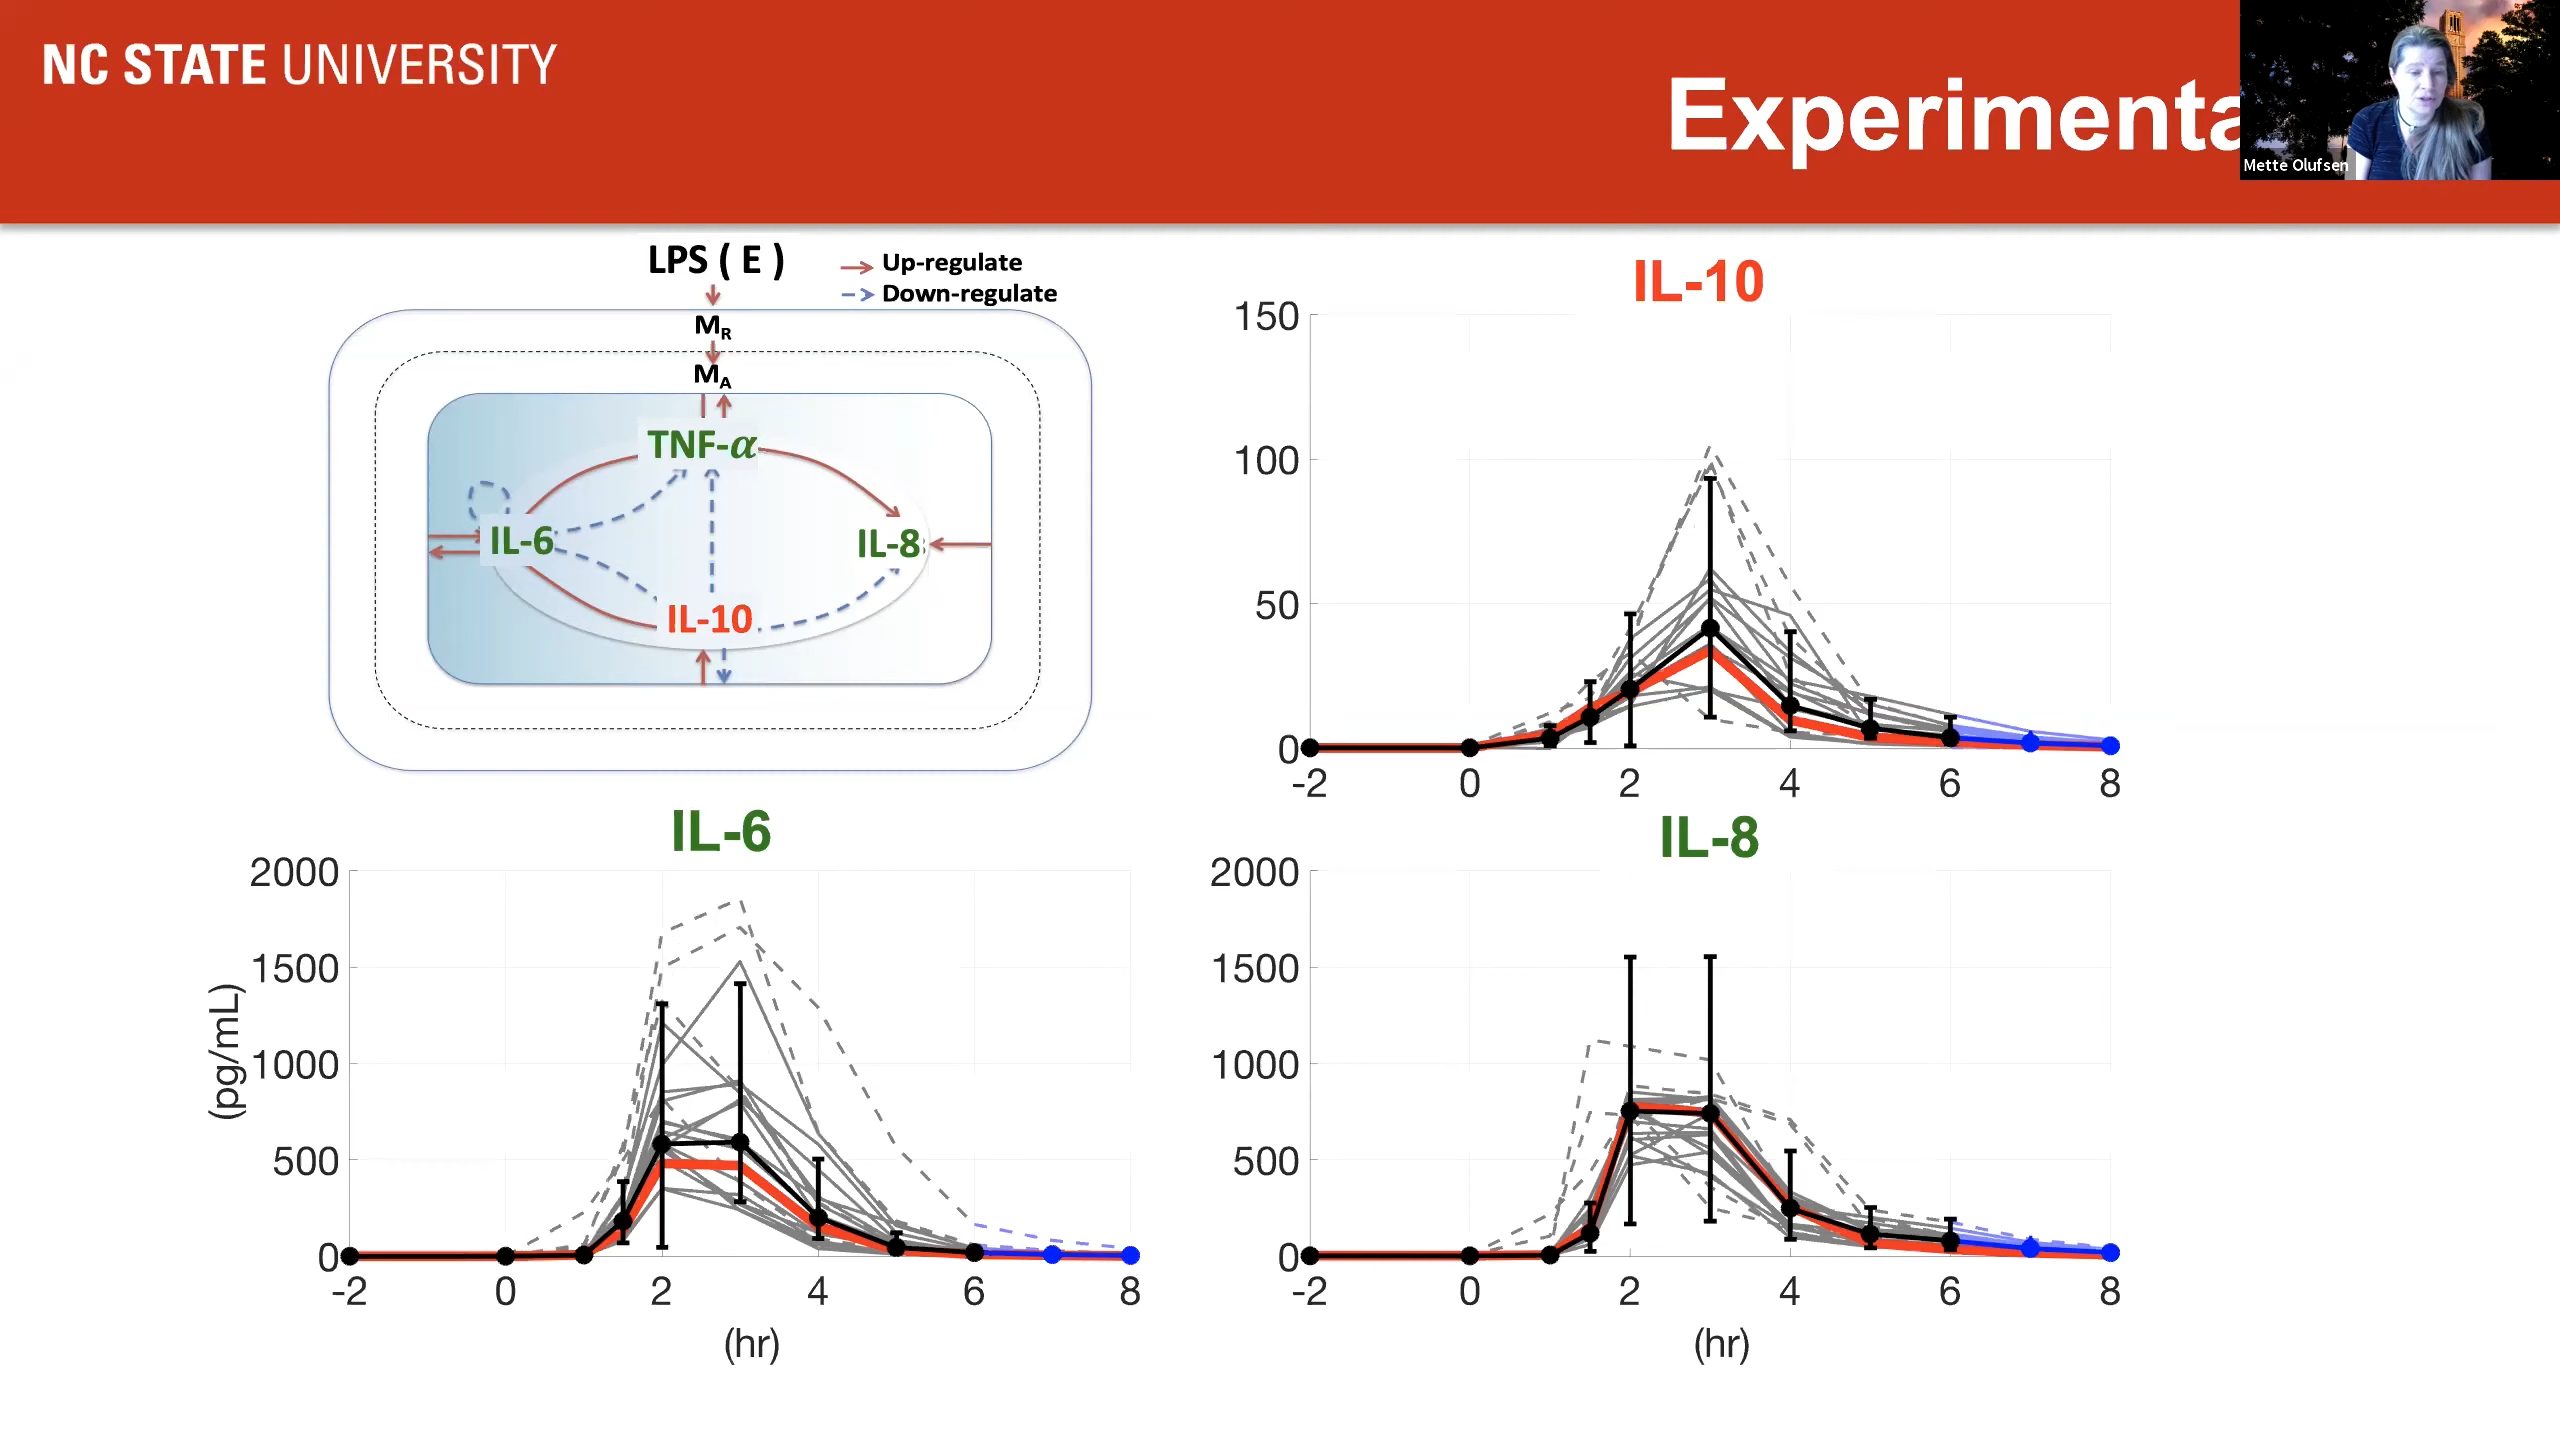 NC STATE UNIVERSITY
Experimenta
Mette Olufsen
LPS ( E )
Up-regulate
Down-regulate
MR
MA
TNF-α
IL-6
IL-8
IL-10
IL-10
150
100
50
0
-2 0 2 4 6 8
IL-6
2000
1500
1000
500
0
(pg/mL)
-2 0 2 4 6 8
(hr)
IL-8
2000
1500
1000
500
0
-2 0 2 4 6 8
(hr)